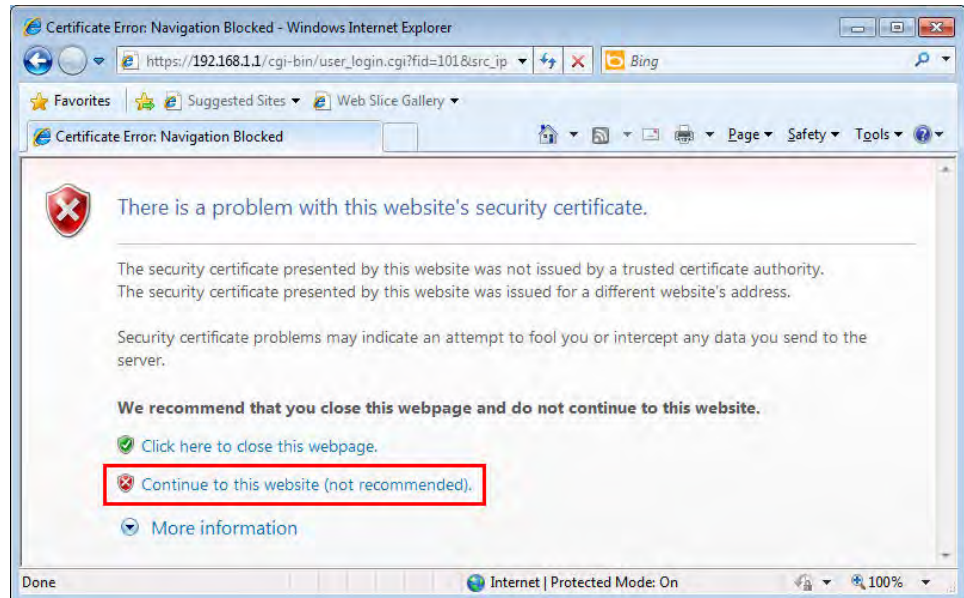 Certificate Error: Navigation Blocked - Windows Internet Explorer
https://192.168.1.1/cgi-bin/user_login.cgi?fid=101&src_ip
Bing
Favorites
Suggested Sites
Web Slice Gallery
Certificate Error: Navigation Blocked
Page
Safety
Tools
There is a problem with this website's security certificate.
The security certificate presented by this website was not issued by a trusted certificate authority.
The security certificate presented by this website was issued for a different website's address.
Security certificate problems may indicate an attempt to fool you or intercept any data you send to the
server.
We recommend that you close this webpage and do not continue to this website.
Click here to close this webpage.
Continue to this website (not recommended).
More information
Done
Internet | Protected Mode: On
100%